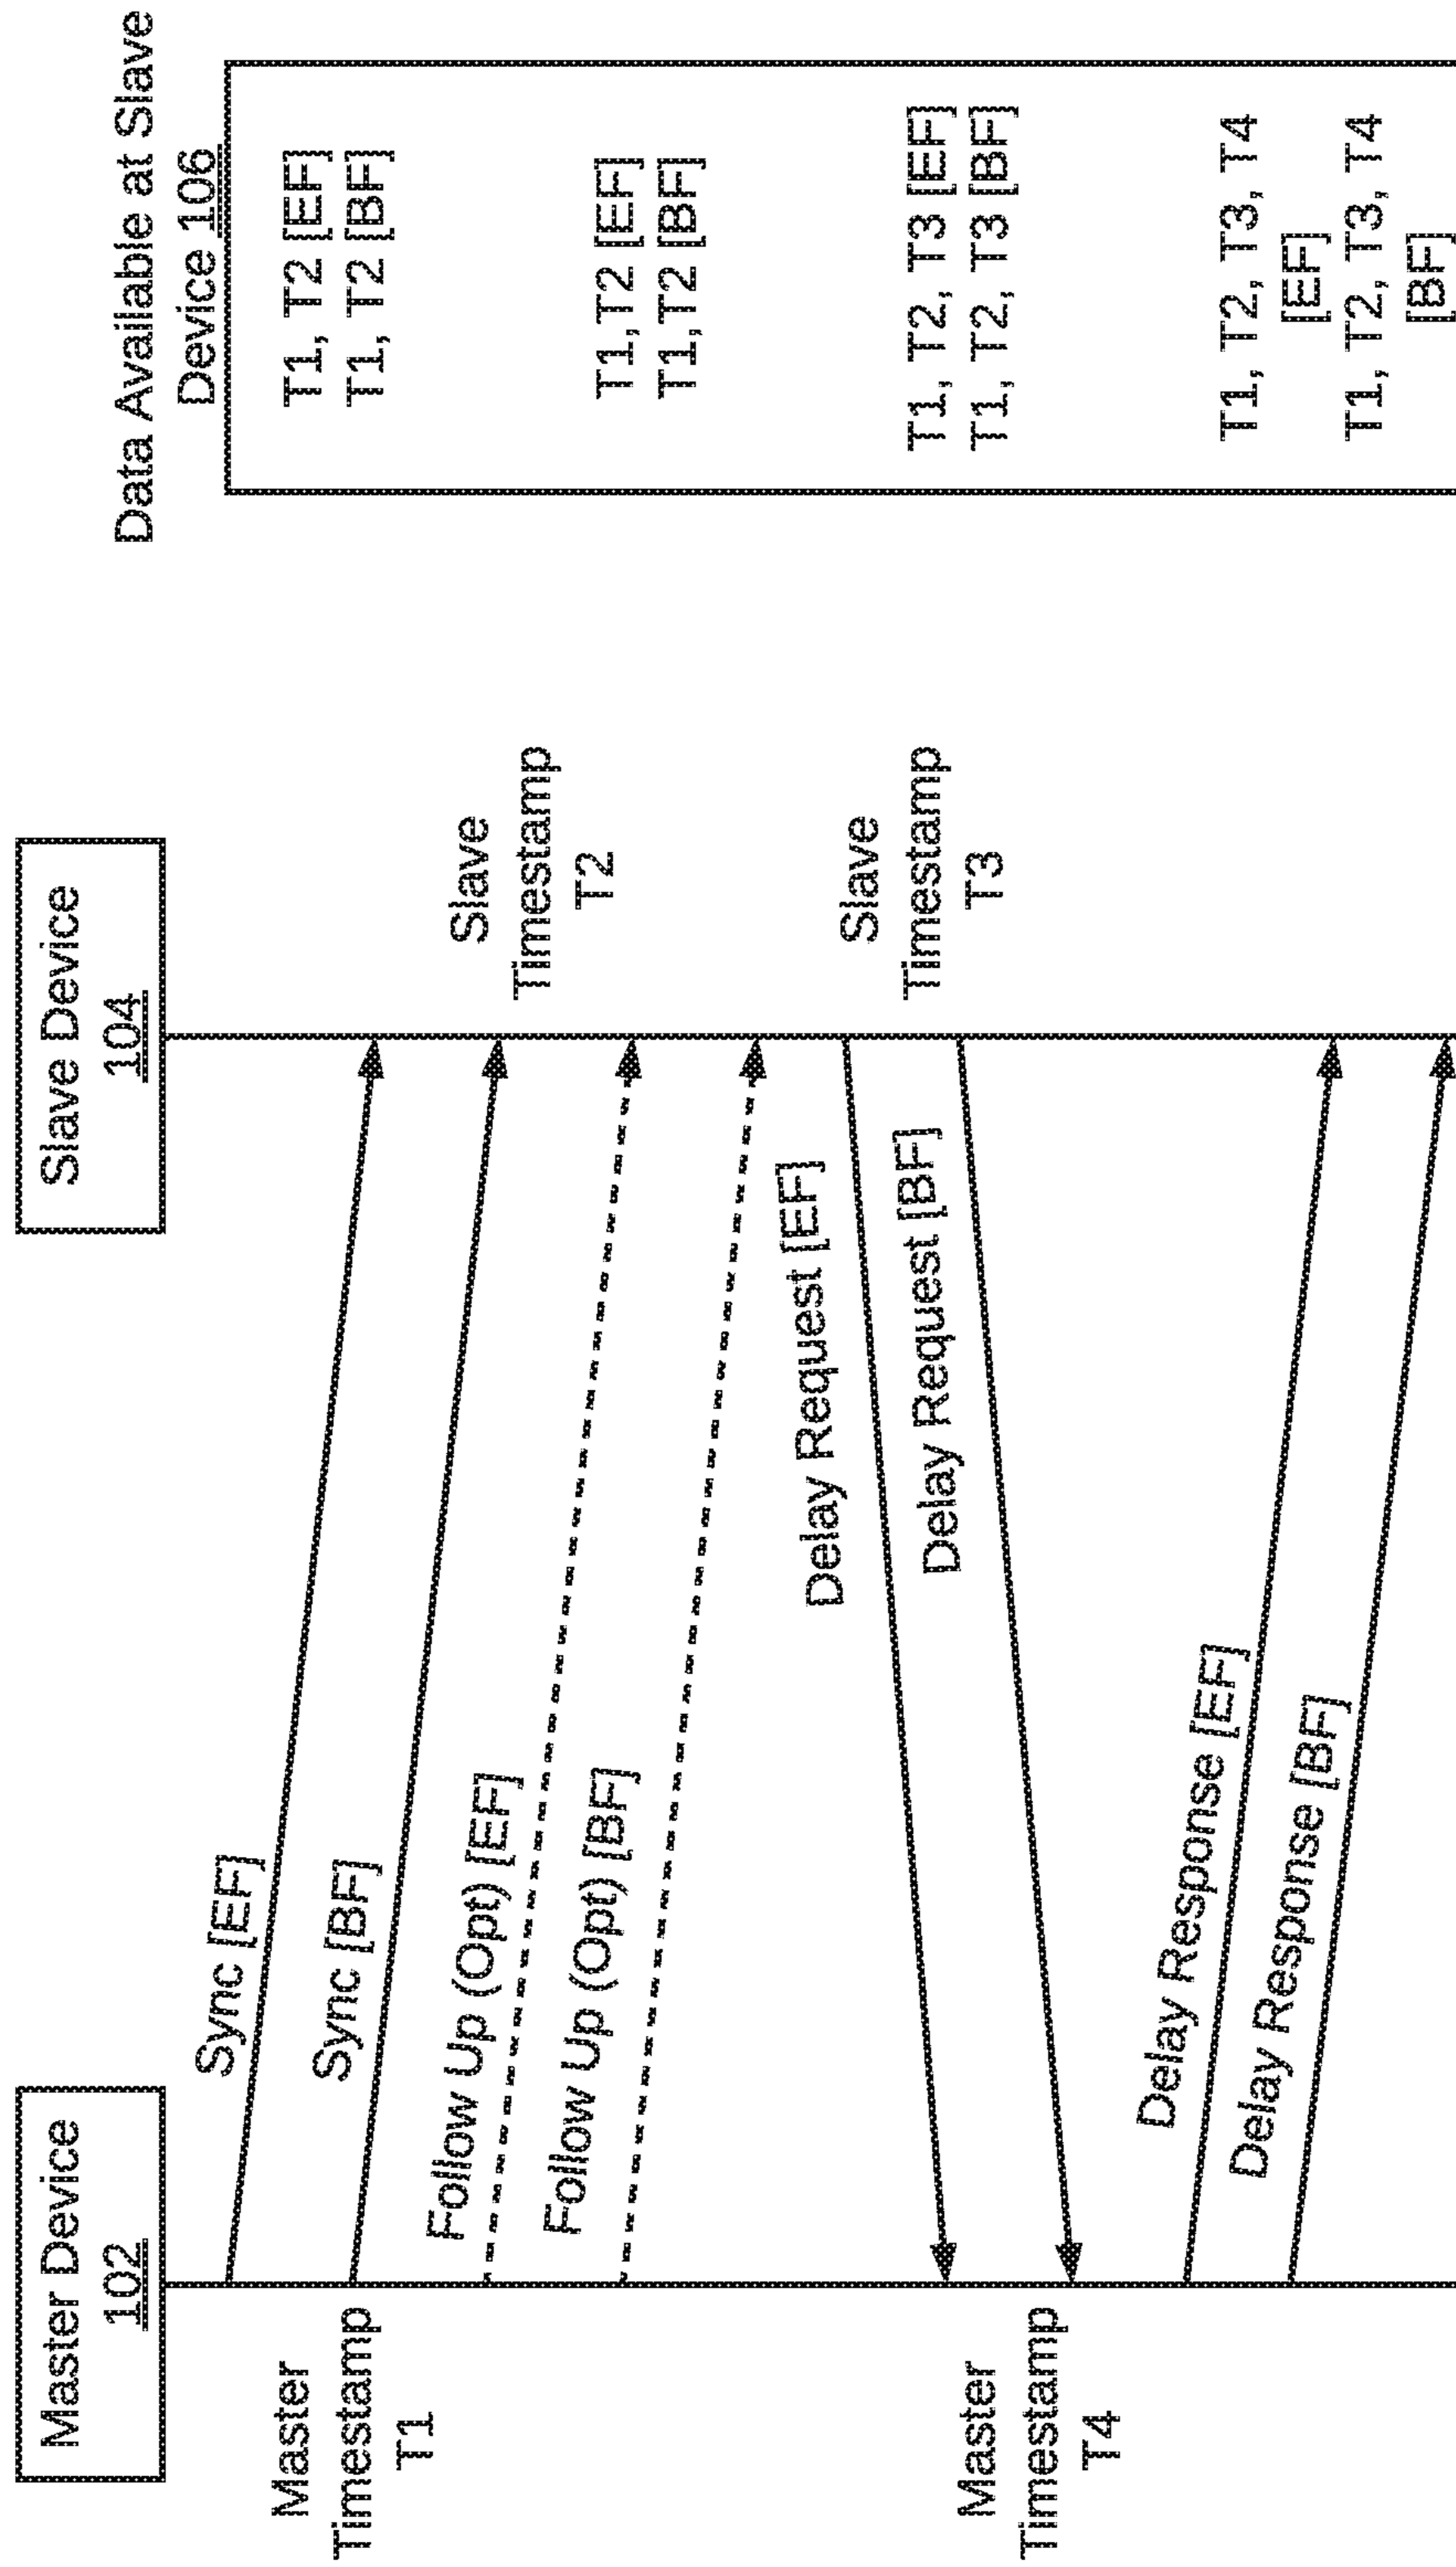 Master Device
102
Slave Device
104
Data Available at Slave
Device 106
Master
Timestamp
T1
Sync [EF]
Sync [BF]
Follow Up (Opt) [EF]
Follow Up (Opt) [BF]
Slave
Timestamp
T2
T1, T2 [EF]
T1, T2 [BF]
T1,T2 [EF]
T1,T2 [BF]
Delay Request [EF]
Delay Request [BF]
Slave
Timestamp
T3
T1, T2, T3 [EF]
T1, T2, T3 [BF]
Master
Timestamp
T4
Delay Response [EF]
Delay Response [BF]
T1, T2, T3, T4
[EF]
T1, T2, T3, T4
[BF]